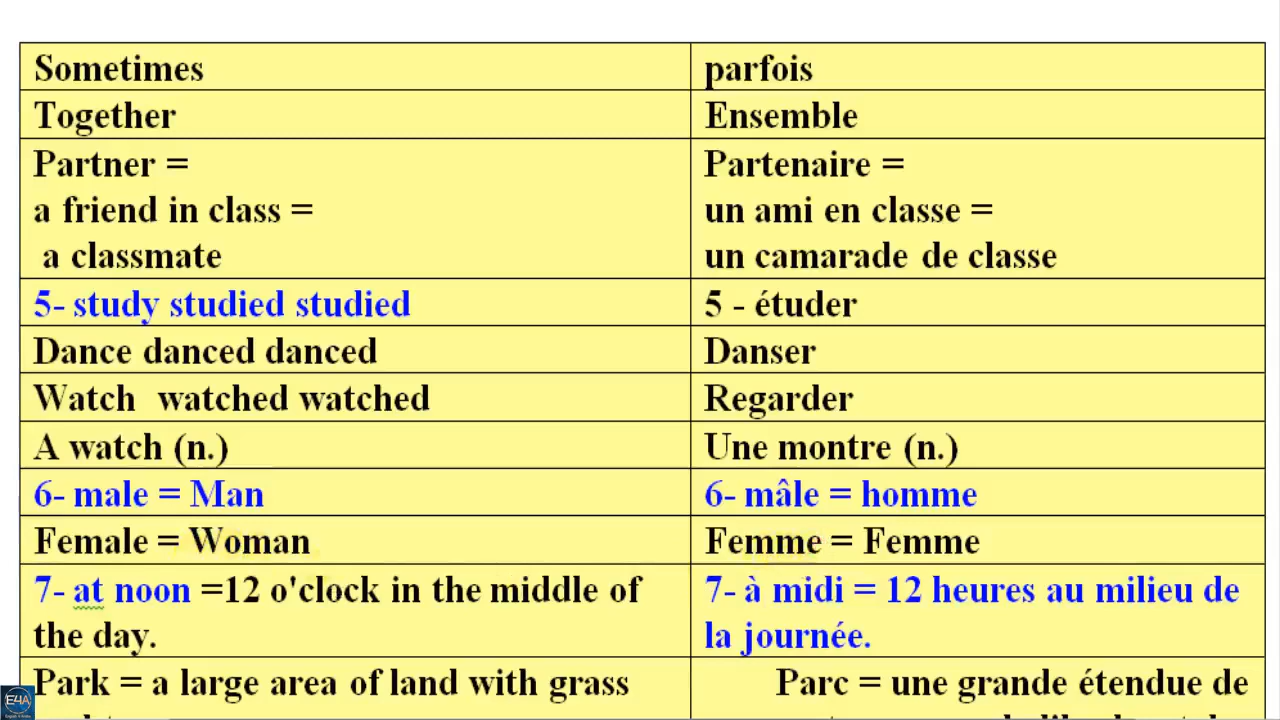 Sometimes
parfois
Together
Ensemble
Partner =
a friend in class =
a classmate
Partenaire =
un ami en classe =
un camarade de classe
5- study studied studied
5 - étuder
Dance danced danced
Danser
Watch  watched watched
Regarder
A watch (n.)
Une montre (n.)
6- male = Man
6- mâle = homme
Female = Woman
Femme = Femme
7- at noon =12 o'clock in the middle of
the day.
7- à midi = 12 heures au milieu de
la journée.
Park = a large area of land with grass
Parc = une grande étendue de
E4A